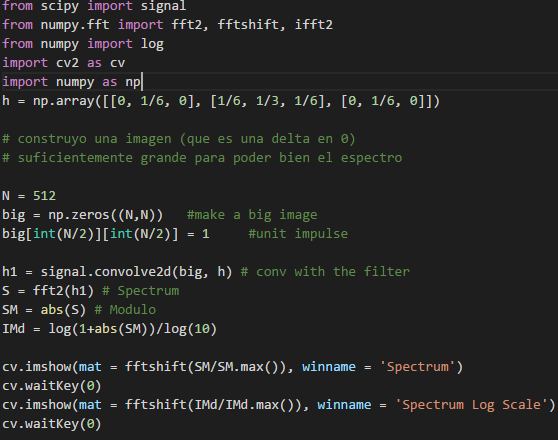 from scipy import signal
from numpy.fft import fft2, fftshift, ifft2
from numpy import log
import cv2 as cv
import numpy as np
h = np.array([[0, 1/6, 0], [1/6, 1/3, 1/6], [0, 1/6, 0]])
# construyo una imagen (que es una delta en 0)
# suficientemente grande para poder bien el espectro
N = 512
big = np.zeros((N,N))   #make a big image
big[int(N/2)][int(N/2)] = 1     #unit impulse
h1 = signal.convolve2d(big, h) # conv with the filter
S = fft2(h1) # Spectrum
SM = abs(S) # Modulo
IMd = log(1+abs(SM))/log(10)
cv.imshow(mat = fftshift(SM/SM.max()), winname = 'Spectrum')
cv.waitKey(0)
cv.imshow(mat = fftshift(IMd/IMd.max()), winname = 'Spectrum Log Scale')
cv.waitKey(0)